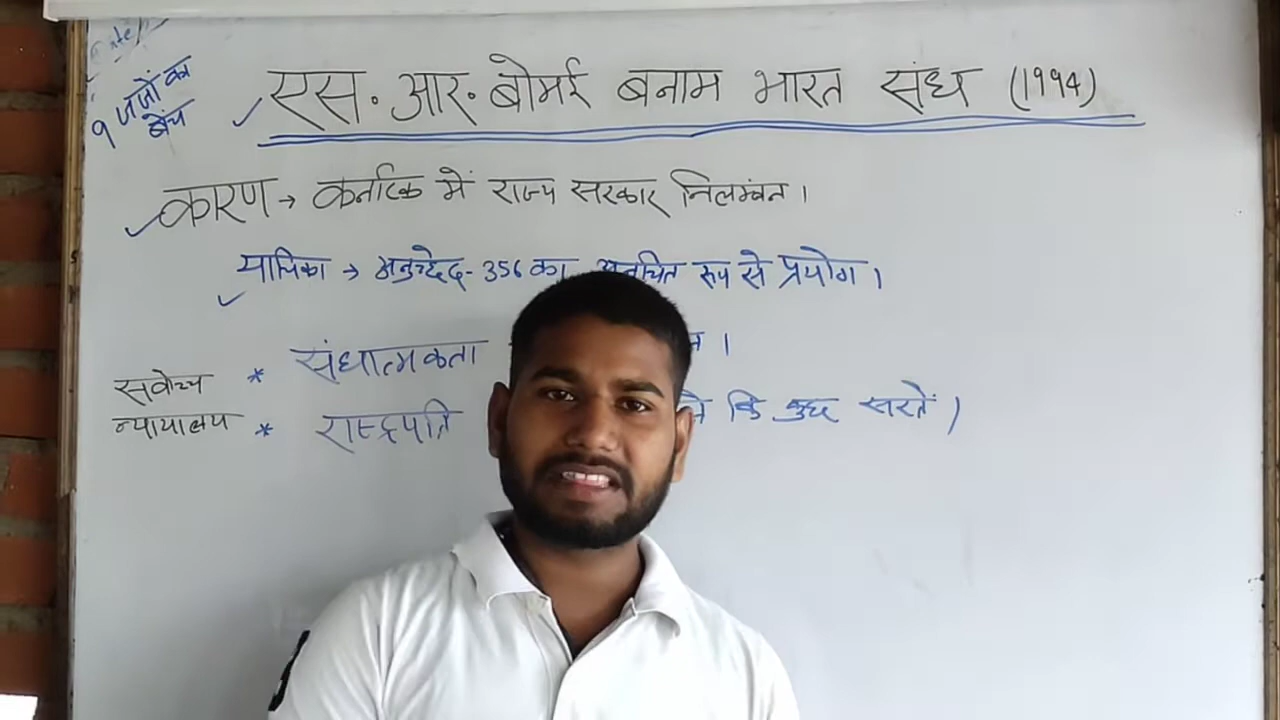 9 जजों का
बेंच
एस. आर. बोमई बनाम भारत संघ (1994)
कारण → कर्नाटक में राज्य सरकार निलम्बंन।
याचिका → अनुच्छेद-356 का अनुचित रूप से प्रयोग।
सर्वोच्च
न्यायालय
* संघात्मकता
* राष्ट्रपति कि कुछ सरतें।